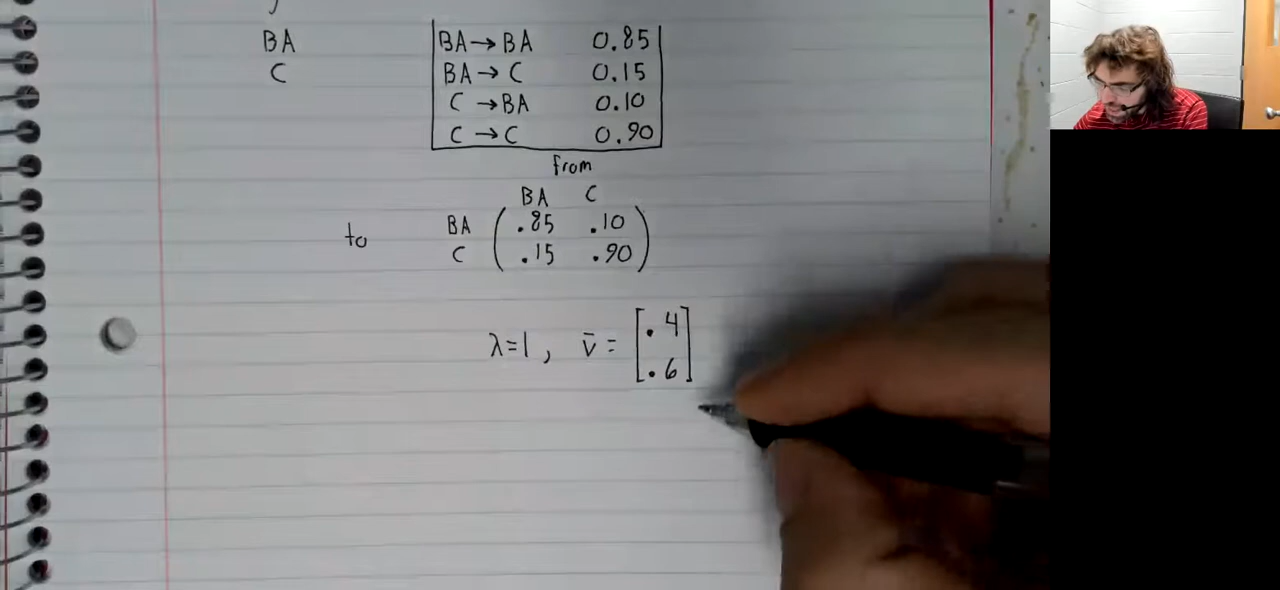 BA BA→BA 0.85
C BA→C 0.15
C→BA 0.10
C→C 0.90
from
BA C
to BA ( .85 .10 )
C ( .15 .90 )
λ=1, v̄= [ .4 ]
[ .6 ]